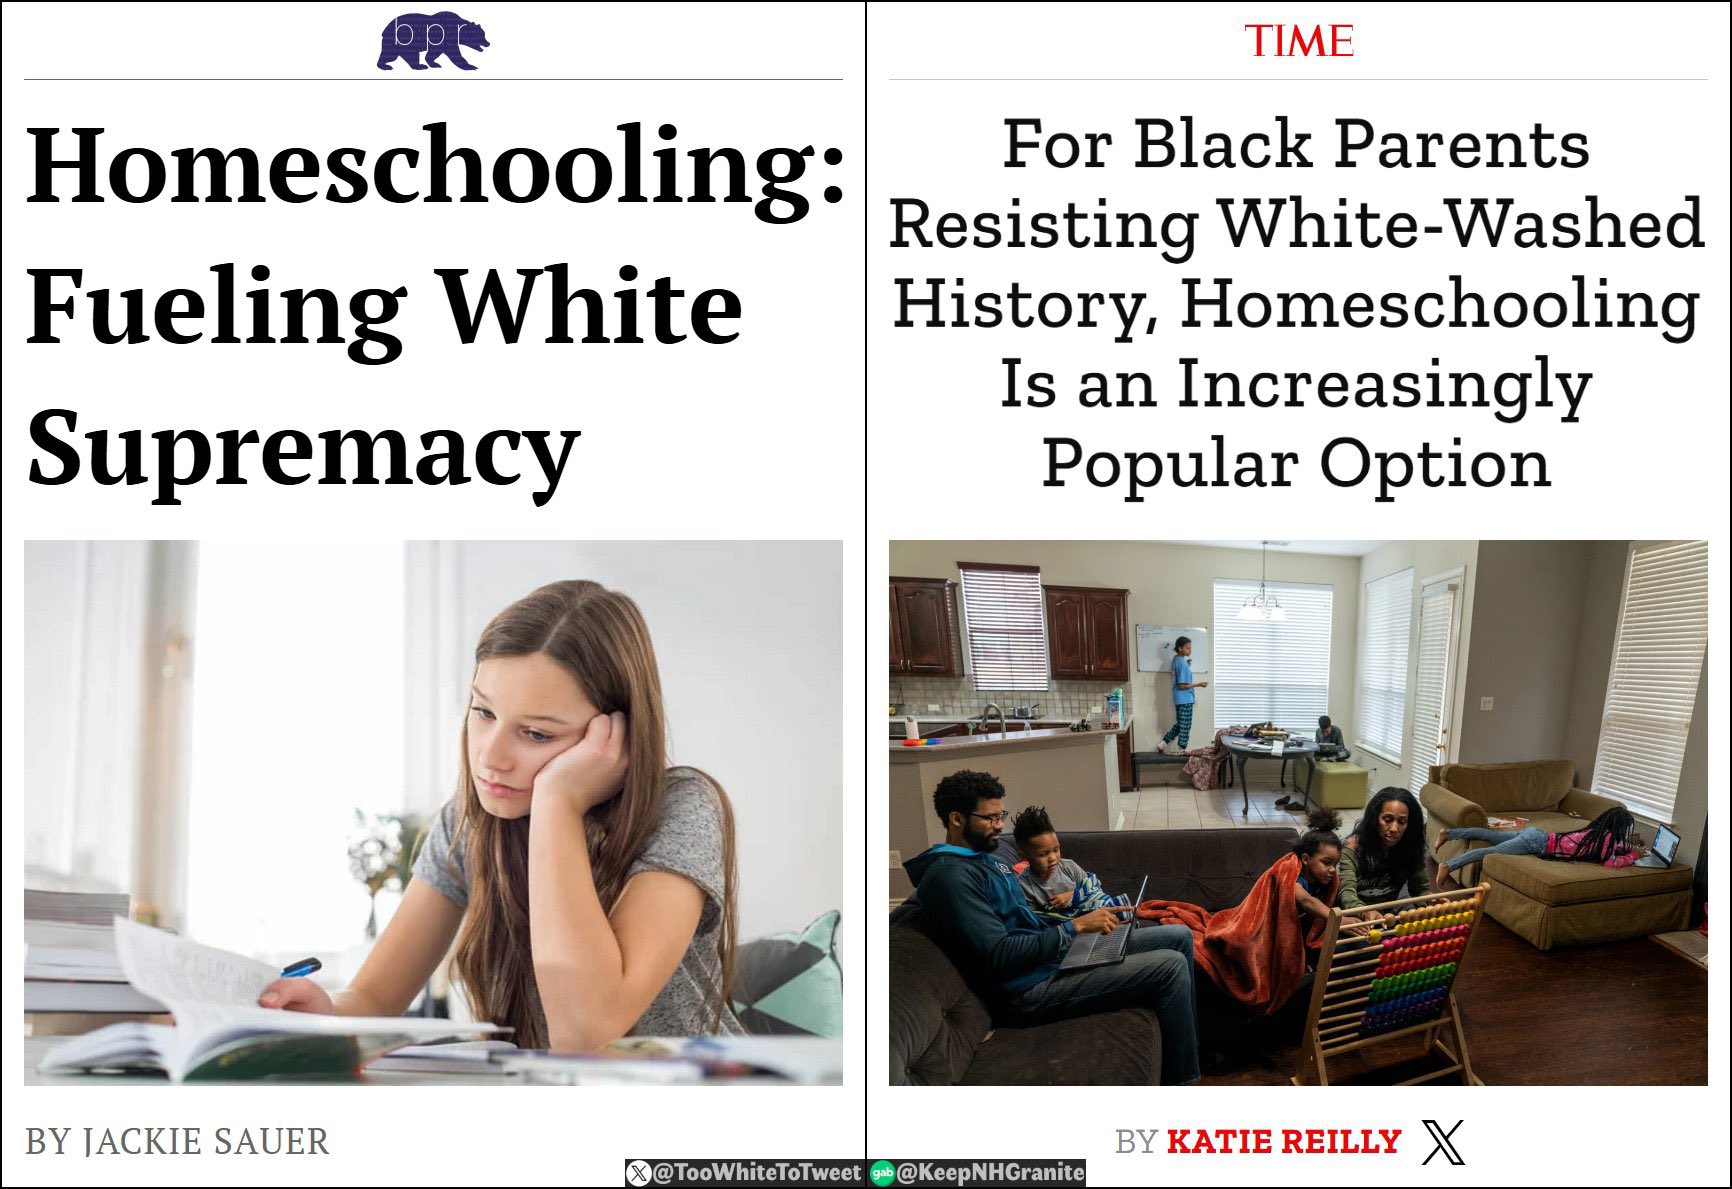 bpr
Homeschooling:
Fueling White
Supremacy
BY JACKIE SAUER
TIME
For Black Parents
Resisting White-Washed
History, Homeschooling
Is an Increasingly
Popular Option
BY KATIE REILLY X
X @TooWhiteToTweet gab @KeepNHGranite